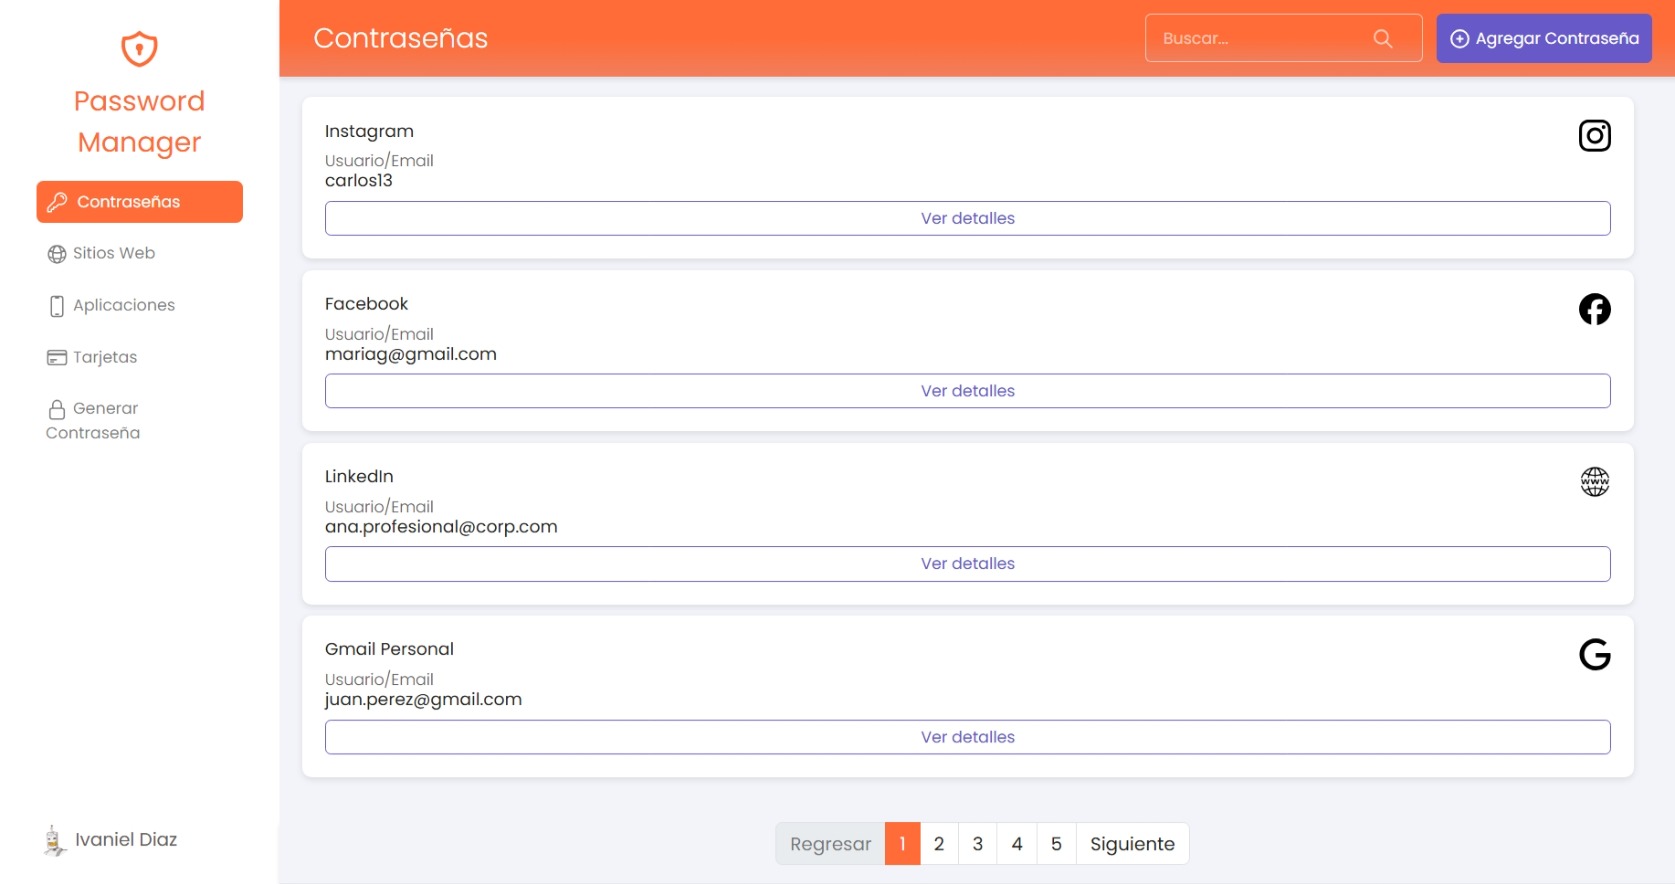 Password
Manager
Contraseñas
Sitios Web
Aplicaciones
Tarjetas
Generar
Contraseña
Ivaniel Diaz
Contraseñas
Buscar...
Agregar Contraseña
Instagram
Usuario/Email
carlos13
Ver detalles
Facebook
Usuario/Email
mariag@gmail.com
Ver detalles
LinkedIn
www
Usuario/Email
ana.profesional@corp.com
Ver detalles
Gmail Personal
Usuario/Email
juan.perez@gmail.com
Ver detalles
Regresar 1 2 3 4 5 Siguiente